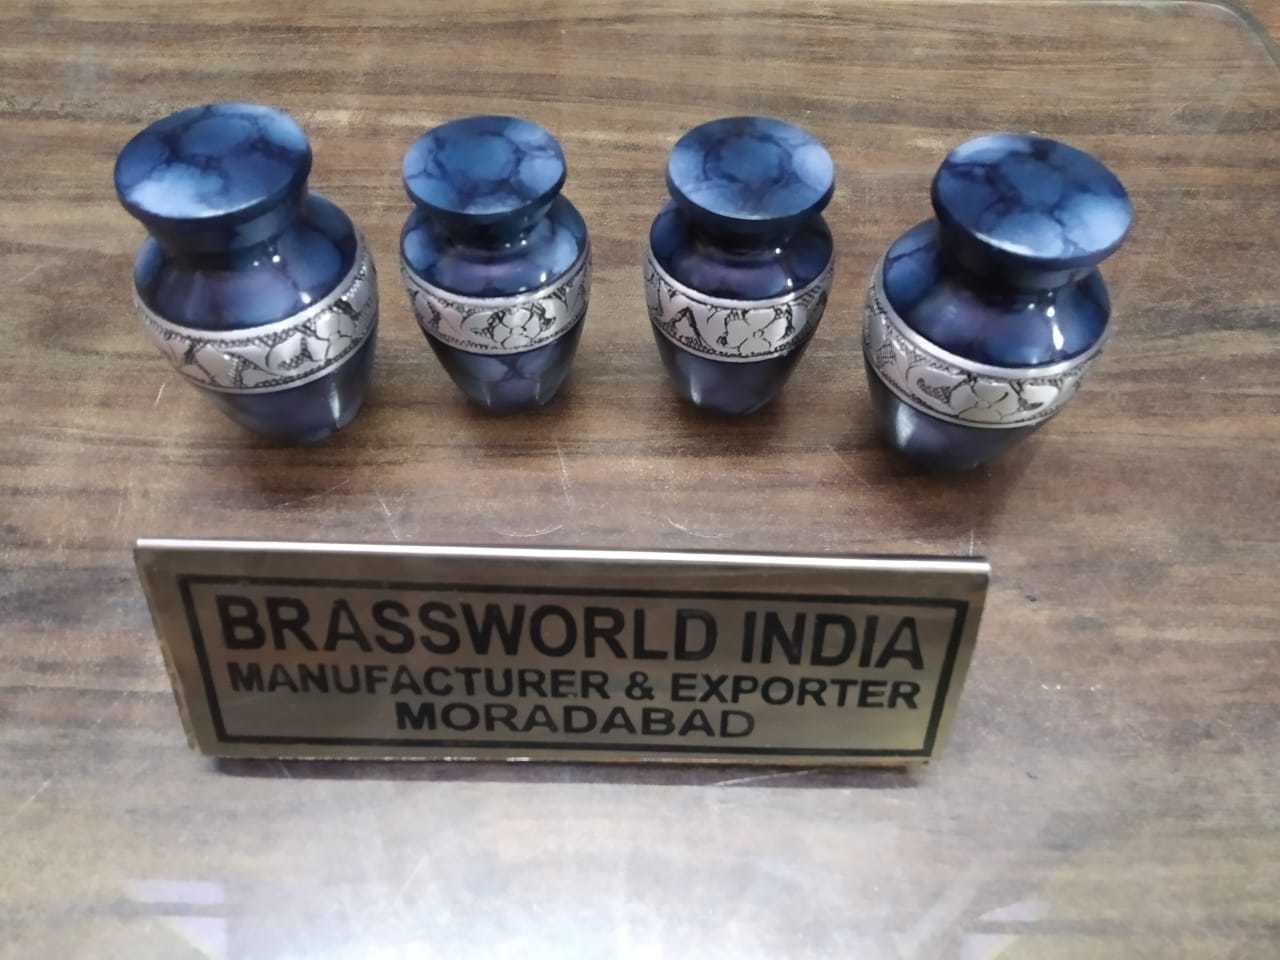 BRASSWORLD INDIA
MANUFACTURER & EXPORTER
MORADABAD